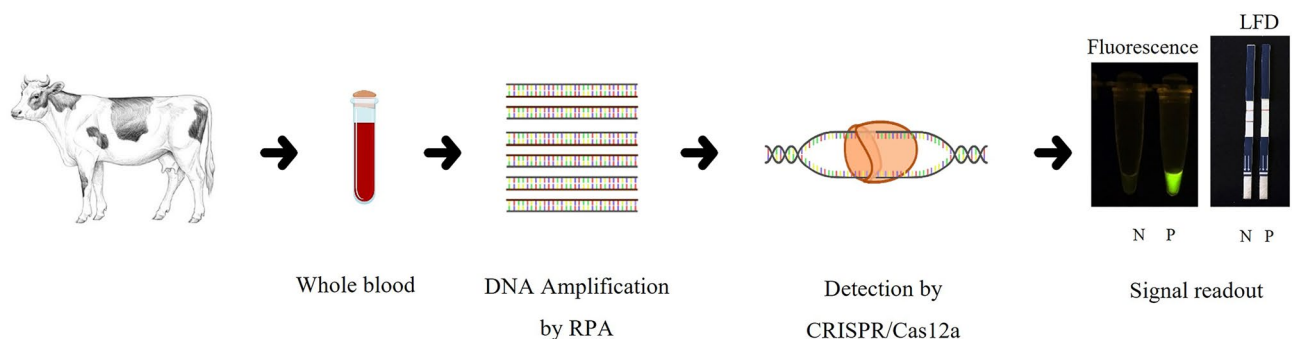 LFD
Fluorescence
N P
N P
Whole blood
DNA Amplification
by RPA
Detection by
CRISPR/Cas12a
Signal readout